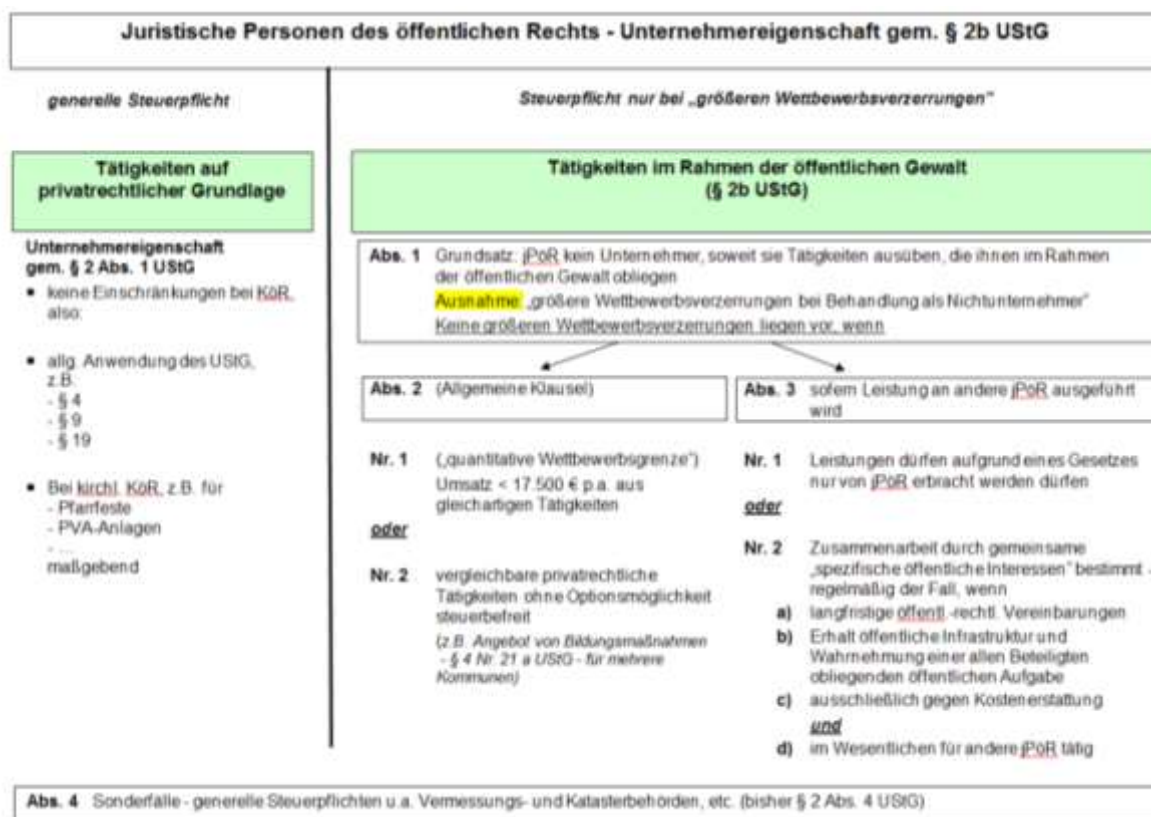 Juristische Personen des öffentlichen Rechts - Unternehmereigenschaft gem. § 2b UStG
generelle Steuerpflicht
Steuerpflicht nur bei „größeren Wettbewerbsverzerrungen"
Tätigkeiten auf
privatrechtlicher Grundlage
Unternehmereigenschaft
gem. § 2 Abs. 1 UStG
▪ keine Einschränkungen bei KöR,
also:
▪ allg. Anwendung des UStG,
z.B.
- § 4
- § 9
- § 19
▪ Bei kirchl. KöR, z.B. für
- Pfarrfeste
- PVA-Anlagen
- ...
maßgebend
Tätigkeiten im Rahmen der öffentlichen Gewalt
(§ 2b UStG)
Abs. 1 Grundsatz: jPöR kein Unternehmer, soweit sie Tätigkeiten ausüben, die ihnen im Rahmen
der öffentlichen Gewalt obliegen
Ausnahme: „größere Wettbewerbsverzerrungen bei Behandlung als Nichtunternehmer"
Keine größeren Wettbewerbsverzerrungen liegen vor, wenn
Abs. 2 (Allgemeine Klausel)
Nr. 1 („quantitative Wettbewerbsgrenze")
Umsatz < 17.500 € p.a. aus
gleichartigen Tätigkeiten
oder
Nr. 2 vergleichbare privatrechtliche
Tätigkeiten ohne Optionsmöglichkeit
steuerbefreit
(z.B. Angebot von Bildungsmaßnahmen
- § 4 Nr. 21 a UStG - für mehrere
Kommunen)
Abs. 3 sofern Leistung an andere jPöR ausgeführt
wird
Nr. 1 Leistungen dürfen aufgrund eines Gesetzes
nur von jPöR erbracht werden dürfen
oder
Nr. 2 Zusammenarbeit durch gemeinsame
„spezifische öffentliche Interessen" bestimmt -
regelmäßig der Fall, wenn
a) langfristige öffentl.-rechtl. Vereinbarungen
b) Erhalt öffentliche Infrastruktur und
Wahrnehmung einer allen Beteiligten
obliegenden öffentlichen Aufgabe
c) ausschließlich gegen Kostenerstattung
und
d) im Wesentlichen für andere jPöR tätig
Abs. 4 Sonderfälle - generelle Steuerpflichten u.a. Vermessungs- und Katasterbehörden, etc. (bisher § 2 Abs. 4 UStG)